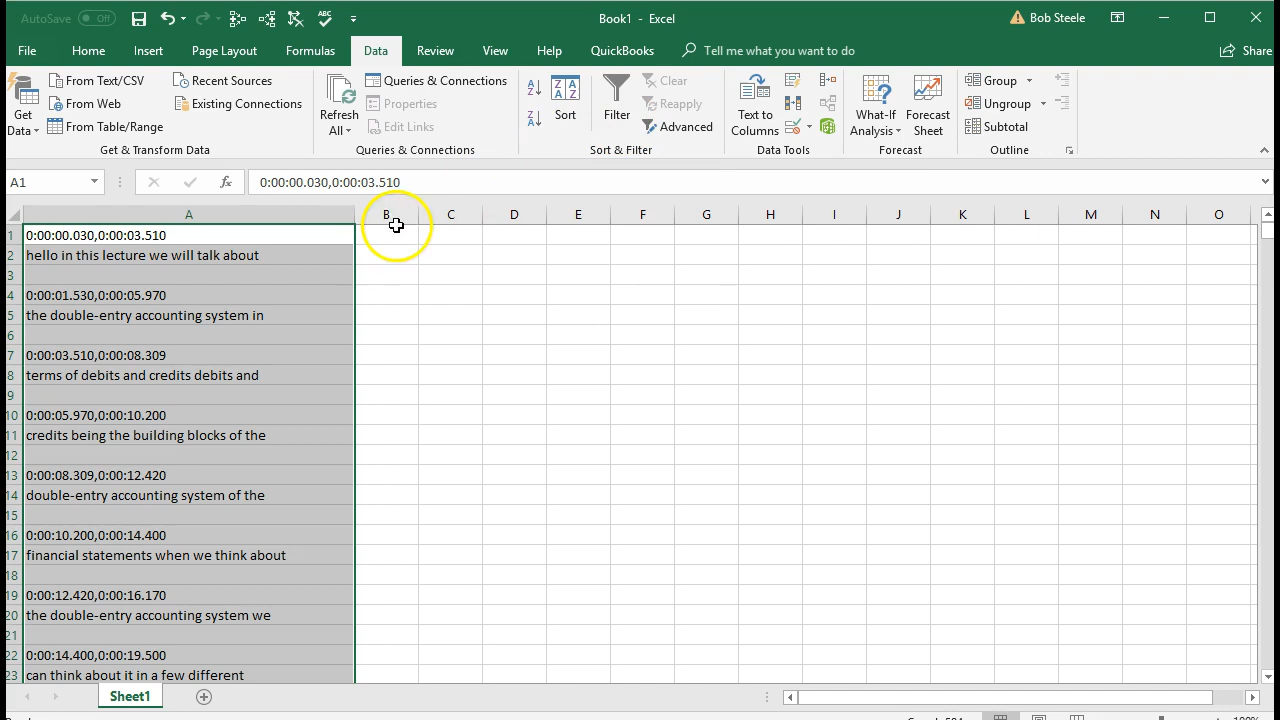 AutoSave Off
ABC
Book1 - Excel
Bob Steele
File Home Insert Page Layout Formulas Data Review View Help QuickBooks Tell me what you want to do Share
Get Data
From Text/CSV
From Web
From Table/Range
Recent Sources
Existing Connections
Get & Transform Data
Refresh All
Queries & Connections
Properties
Edit Links
Queries & Connections
Sort
Filter
Clear
Reapply
Advanced
Sort & Filter
Text to Columns
Data Tools
What-If Analysis
Forecast Sheet
Forecast
Group
Ungroup
Subtotal
Outline
A1 fx 0:00:00.030,0:00:03.510
A B C D E F G H I J K L M N O
1 0:00:00.030,0:00:03.510
2 hello in this lecture we will talk about
3
4 0:00:01.530,0:00:05.970
5 the double-entry accounting system in
6
7 0:00:03.510,0:00:08.309
8 terms of debits and credits debits and
9
10 0:00:05.970,0:00:10.200
11 credits being the building blocks of the
12
13 0:00:08.309,0:00:12.420
14 double-entry accounting system of the
15
16 0:00:10.200,0:00:14.400
17 financial statements when we think about
18
19 0:00:12.420,0:00:16.170
20 the double-entry accounting system we
21
22 0:00:14.400,0:00:19.500
23 can think about it in a few different
Sheet1